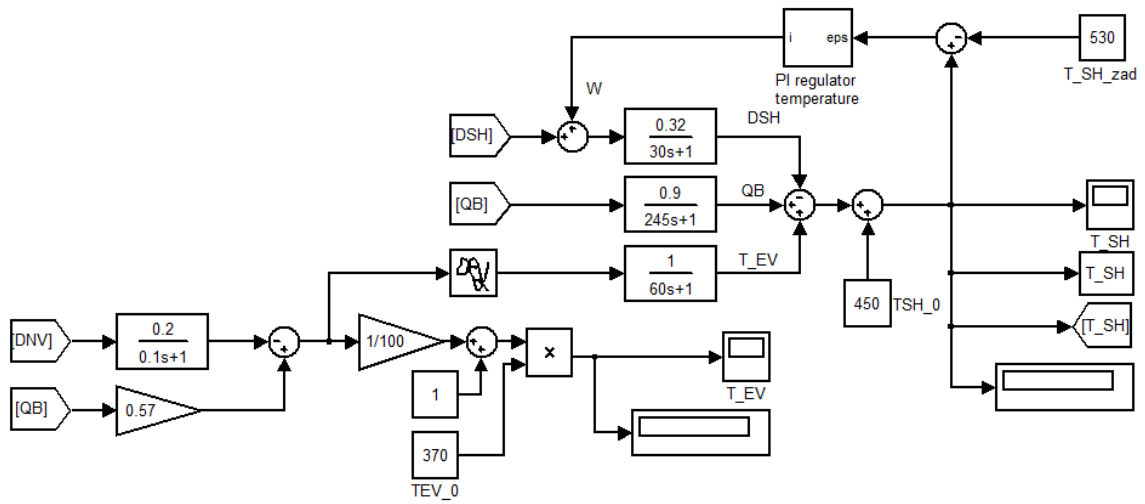 530
T_SH_zad
i
eps
PI regulator
temperature
W
DSH
[DSH]
0.32
30s+1
[QB]
0.9
245s+1
QB
T_SH
1
60s+1
T_EV
450
TSH_0
T_SH
[T_SH]
[DNV]
0.2
0.1s+1
1/100
×
T_EV
1
[QB]
0.57
370
TEV_0